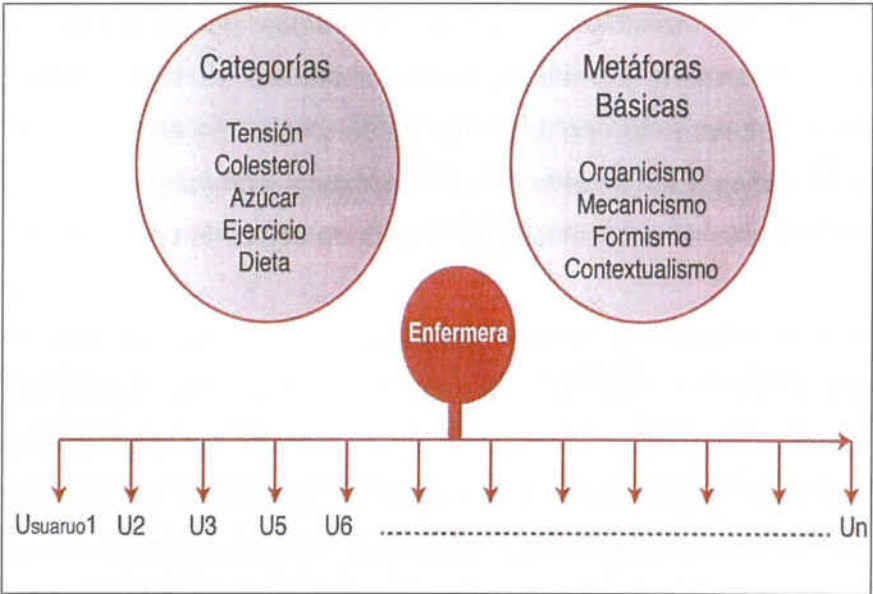 Categorías
Tensión
Colesterol
Azúcar
Ejercicio
Dieta
Metáforas
Básicas
Organicismo
Mecanicismo
Formismo
Contextualismo
Enfermera
Usuaruo1 U2 U3 U5 U6 Un